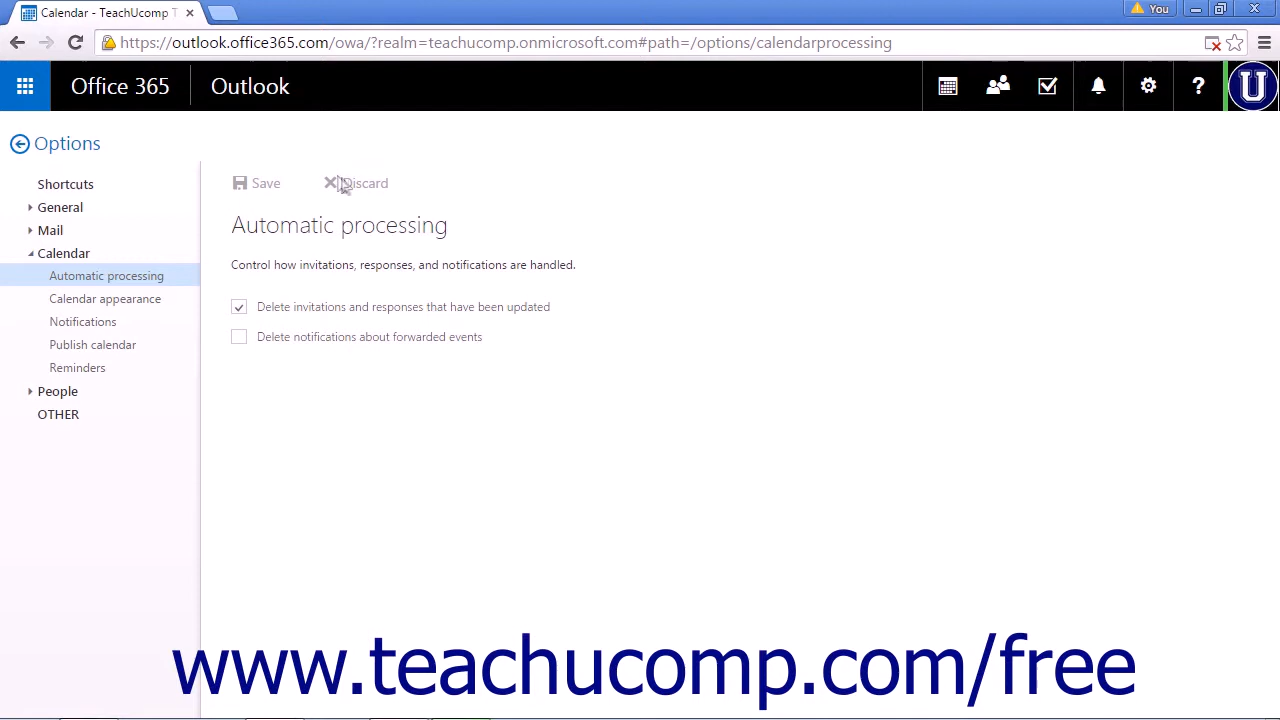 Calendar - TeachUcomp T
You
https://outlook.office365.com/owa/?realm=teachucomp.onmicrosoft.com#path=/options/calendarprocessing
Office 365 Outlook ? U
Options
Shortcuts
General
Mail
Calendar
Automatic processing
Calendar appearance
Notifications
Publish calendar
Reminders
People
OTHER
Save Discard
Automatic processing
Control how invitations, responses, and notifications are handled.
Delete invitations and responses that have been updated
Delete notifications about forwarded events
www.teachucomp.com/free